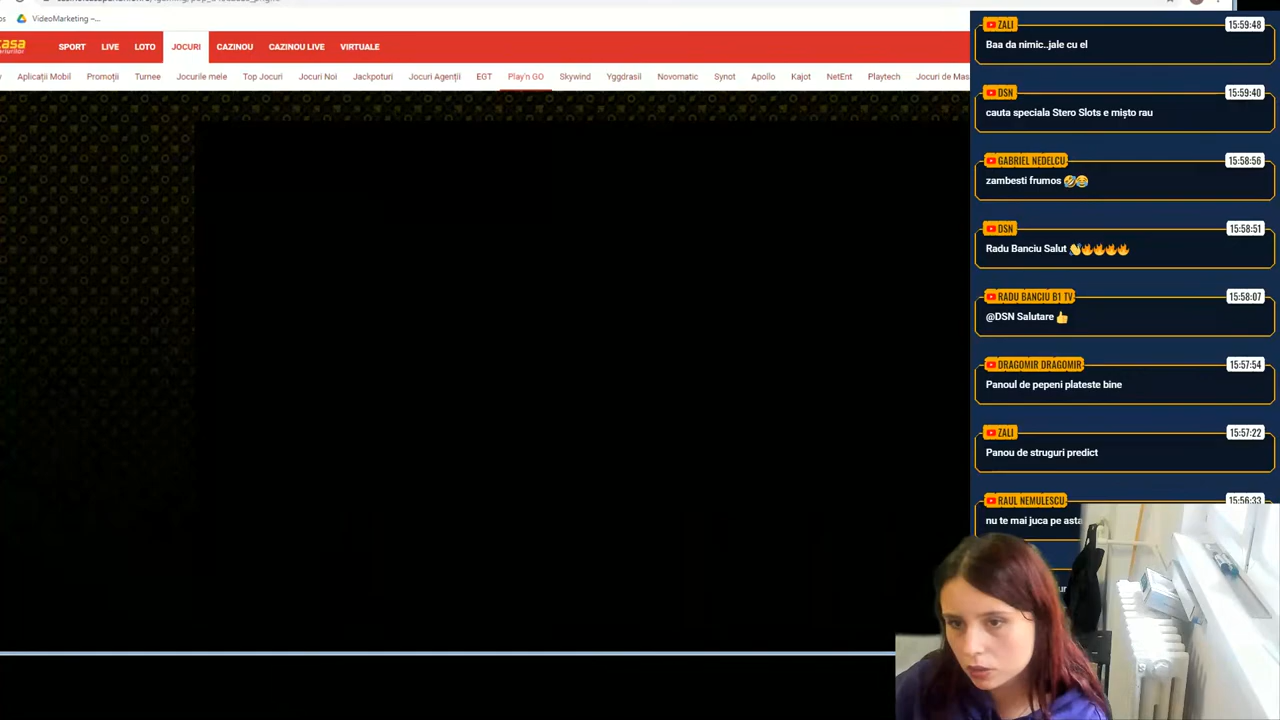 VideoMarketing –...
SPORT LIVE LOTO JOCURI CAZINOU CAZINOU LIVE VIRTUALE
Aplicații Mobil Promoții Turnee Jocurile mele Top Jocuri Jocuri Noi Jackpoturi Jocuri Agenții EGT Play'n GO Skywind Yggdrasil Novomatic Synot Apollo Kajot NetEnt Playtech Jocuri de Mas
ZALI 15:59:48
Baa da nimic..jale cu el
DSN 15:59:40
cauta speciala Stero Slots e mișto rau
GABRIEL NEDELCU 15:58:56
zambesti frumos 🤣😂
DSN 15:58:51
Radu Banciu Salut 👋🔥🔥🔥🔥
RADU BANCIU B1 TV 15:58:07
@DSN Salutare 👍
DRAGOMIR DRAGOMIR 15:57:54
Panoul de pepeni plateste bine
ZALI 15:57:22
Panou de struguri predict
RAUL NEMULESCU 15:56:33
nu te mai juca pe asta